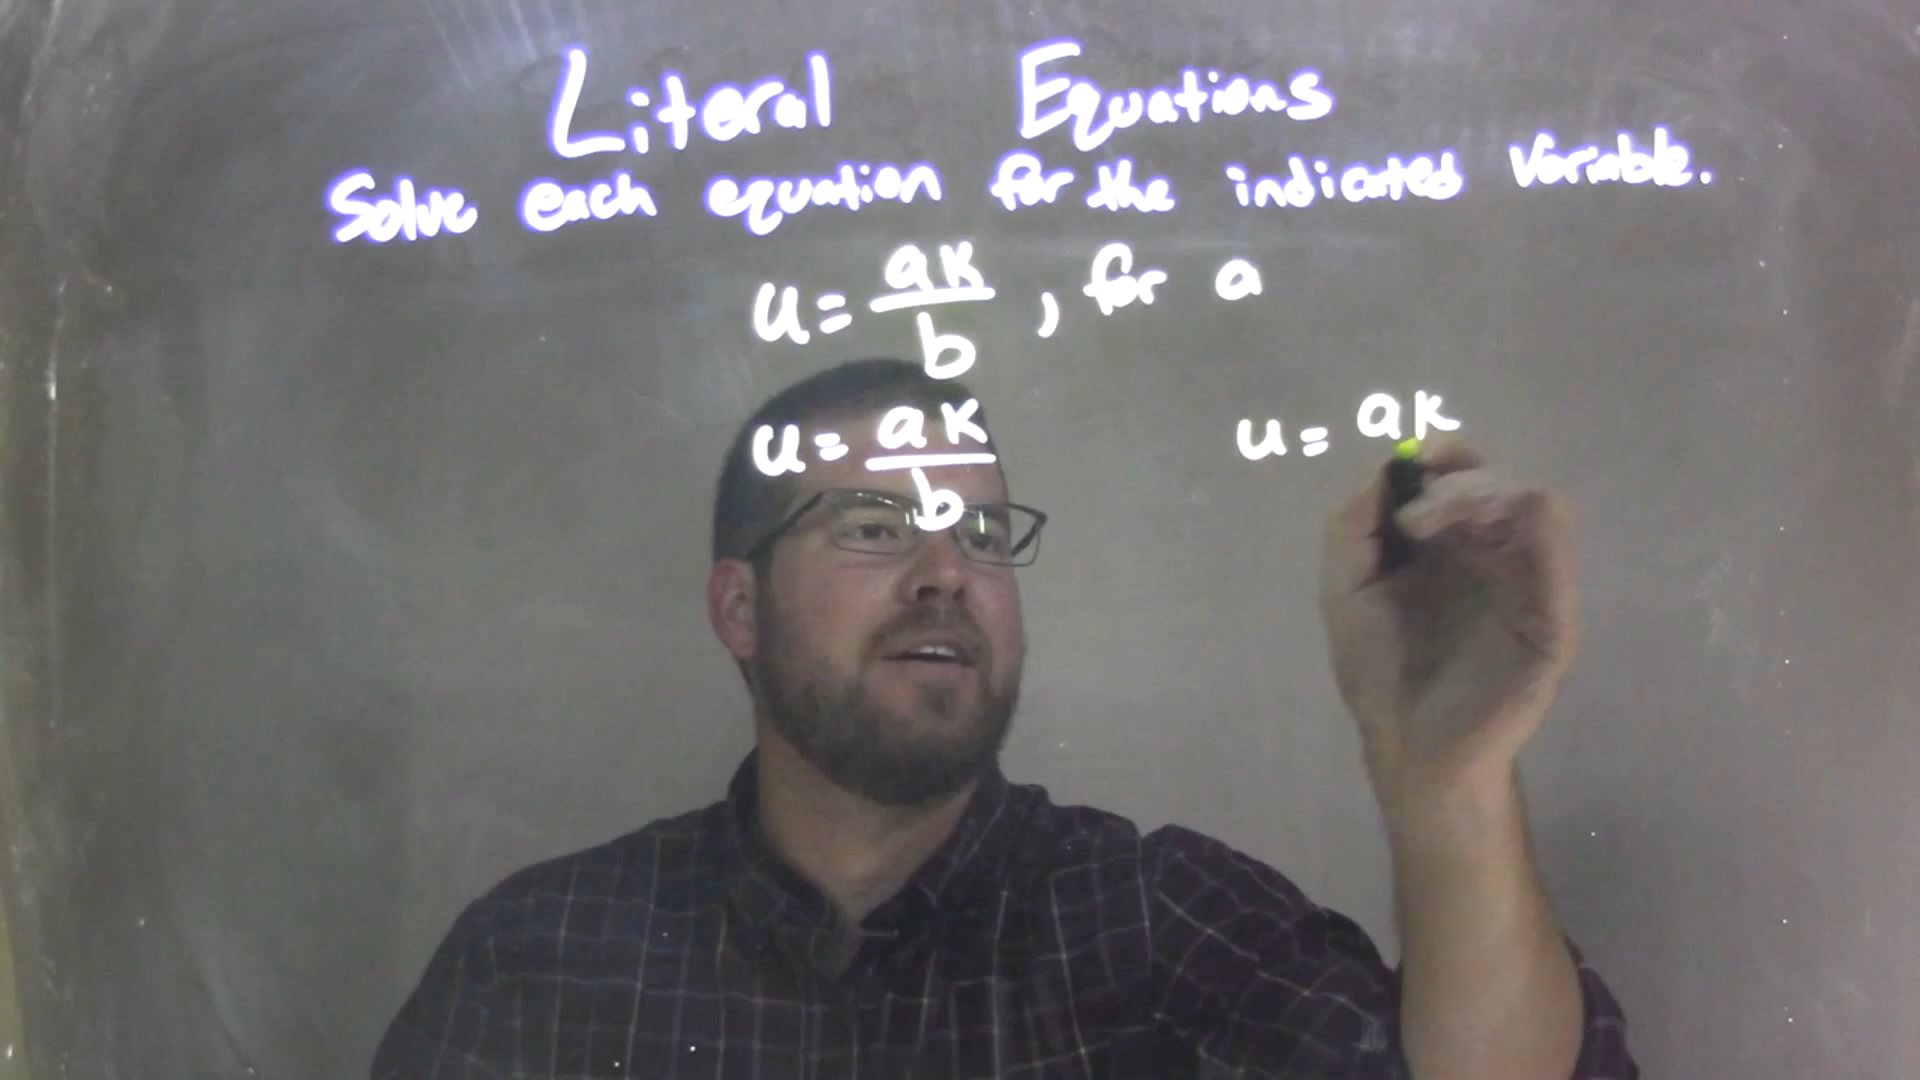 Literal Equations
Solve each equation for the indicated variable.
u = ak/b , for a
u = ak/b u = ak